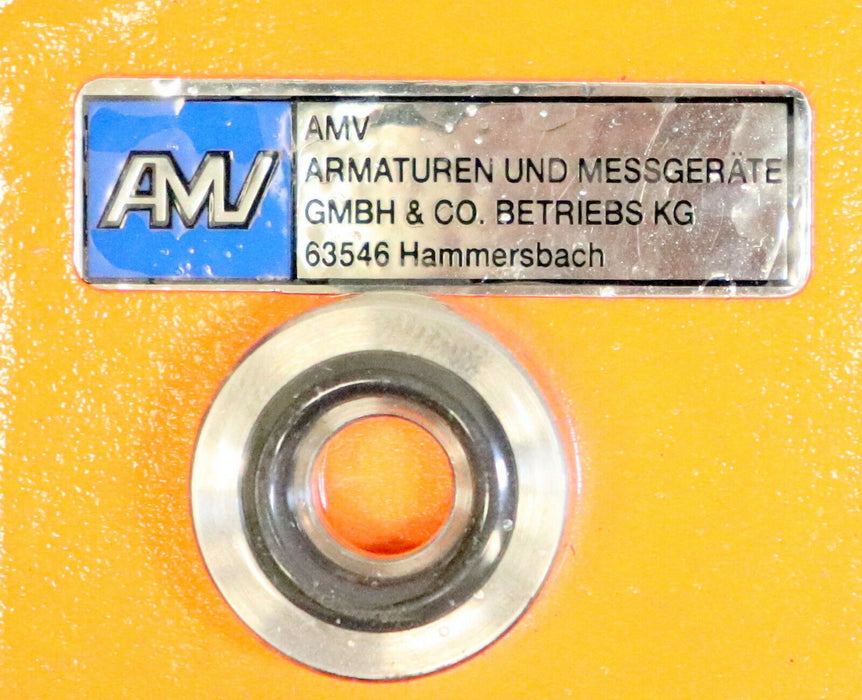 AMV
AMV
ARMATUREN UND MESSGERÄTE
GMBH & CO. BETRIEBS KG
63546 Hammersbach